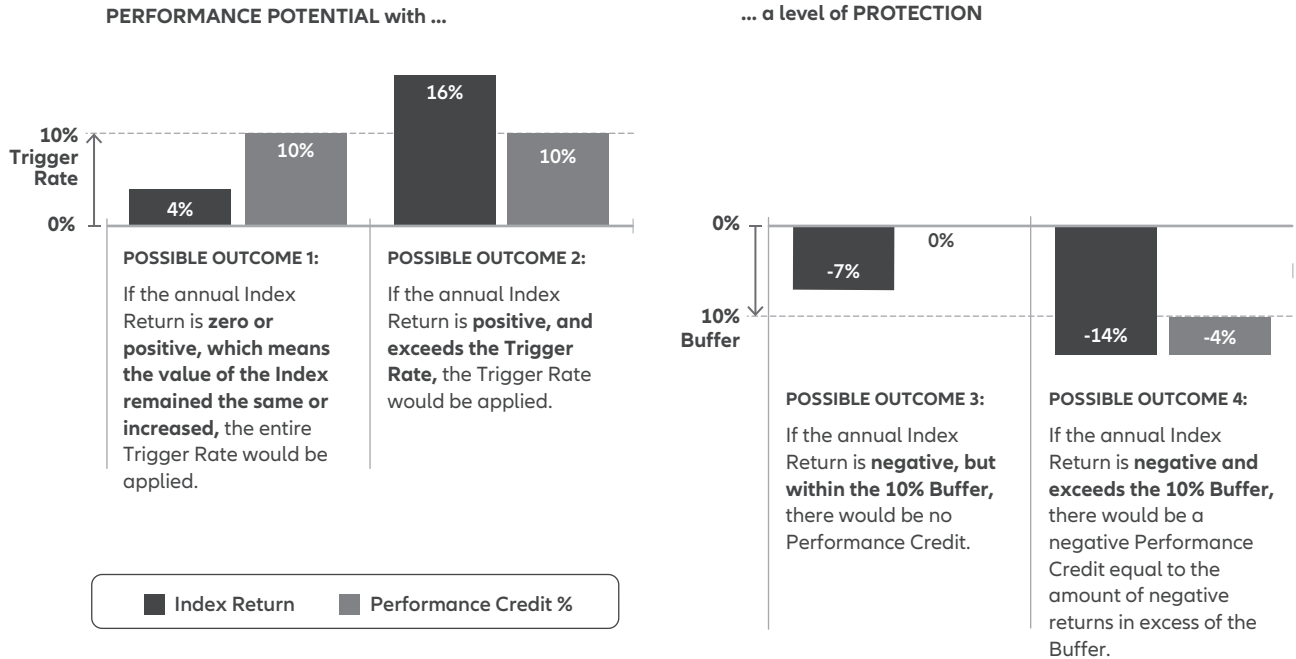 PERFORMANCE POTENTIAL with ...
10%
Trigger
Rate
0%
4%
10%
16%
10%
POSSIBLE OUTCOME 1:
If the annual Index
Return is zero or
positive, which means
the value of the Index
remained the same or
increased, the entire
Trigger Rate would be
applied.
POSSIBLE OUTCOME 2:
If the annual Index
Return is positive, and
exceeds the Trigger
Rate, the Trigger Rate
would be applied.
Index Return
Performance Credit %
... a level of PROTECTION
0%
10%
Buffer
-7%
0%
-14%
-4%
POSSIBLE OUTCOME 3:
If the annual Index
Return is negative, but
within the 10% Buffer,
there would be no
Performance Credit.
POSSIBLE OUTCOME 4:
If the annual Index
Return is negative and
exceeds the 10% Buffer,
there would be a
negative Performance
Credit equal to the
amount of negative
returns in excess of the
Buffer.